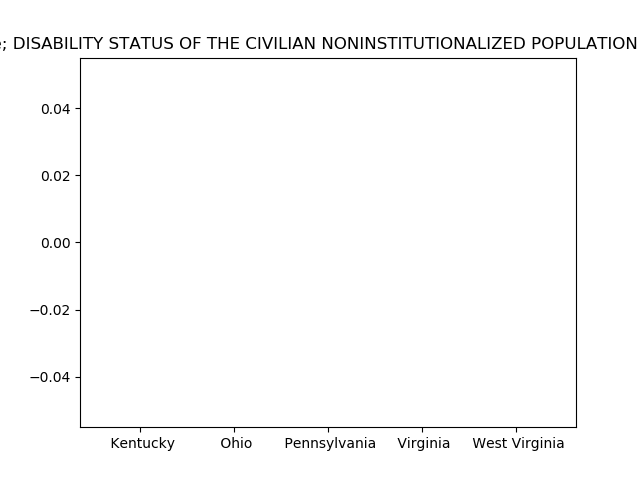 ; DISABILITY STATUS OF THE CIVILIAN NONINSTITUTIONALIZED POPULATION
0.04
0.02
0.00
−0.02
−0.04
Kentucky Ohio Pennsylvania Virginia West Virginia